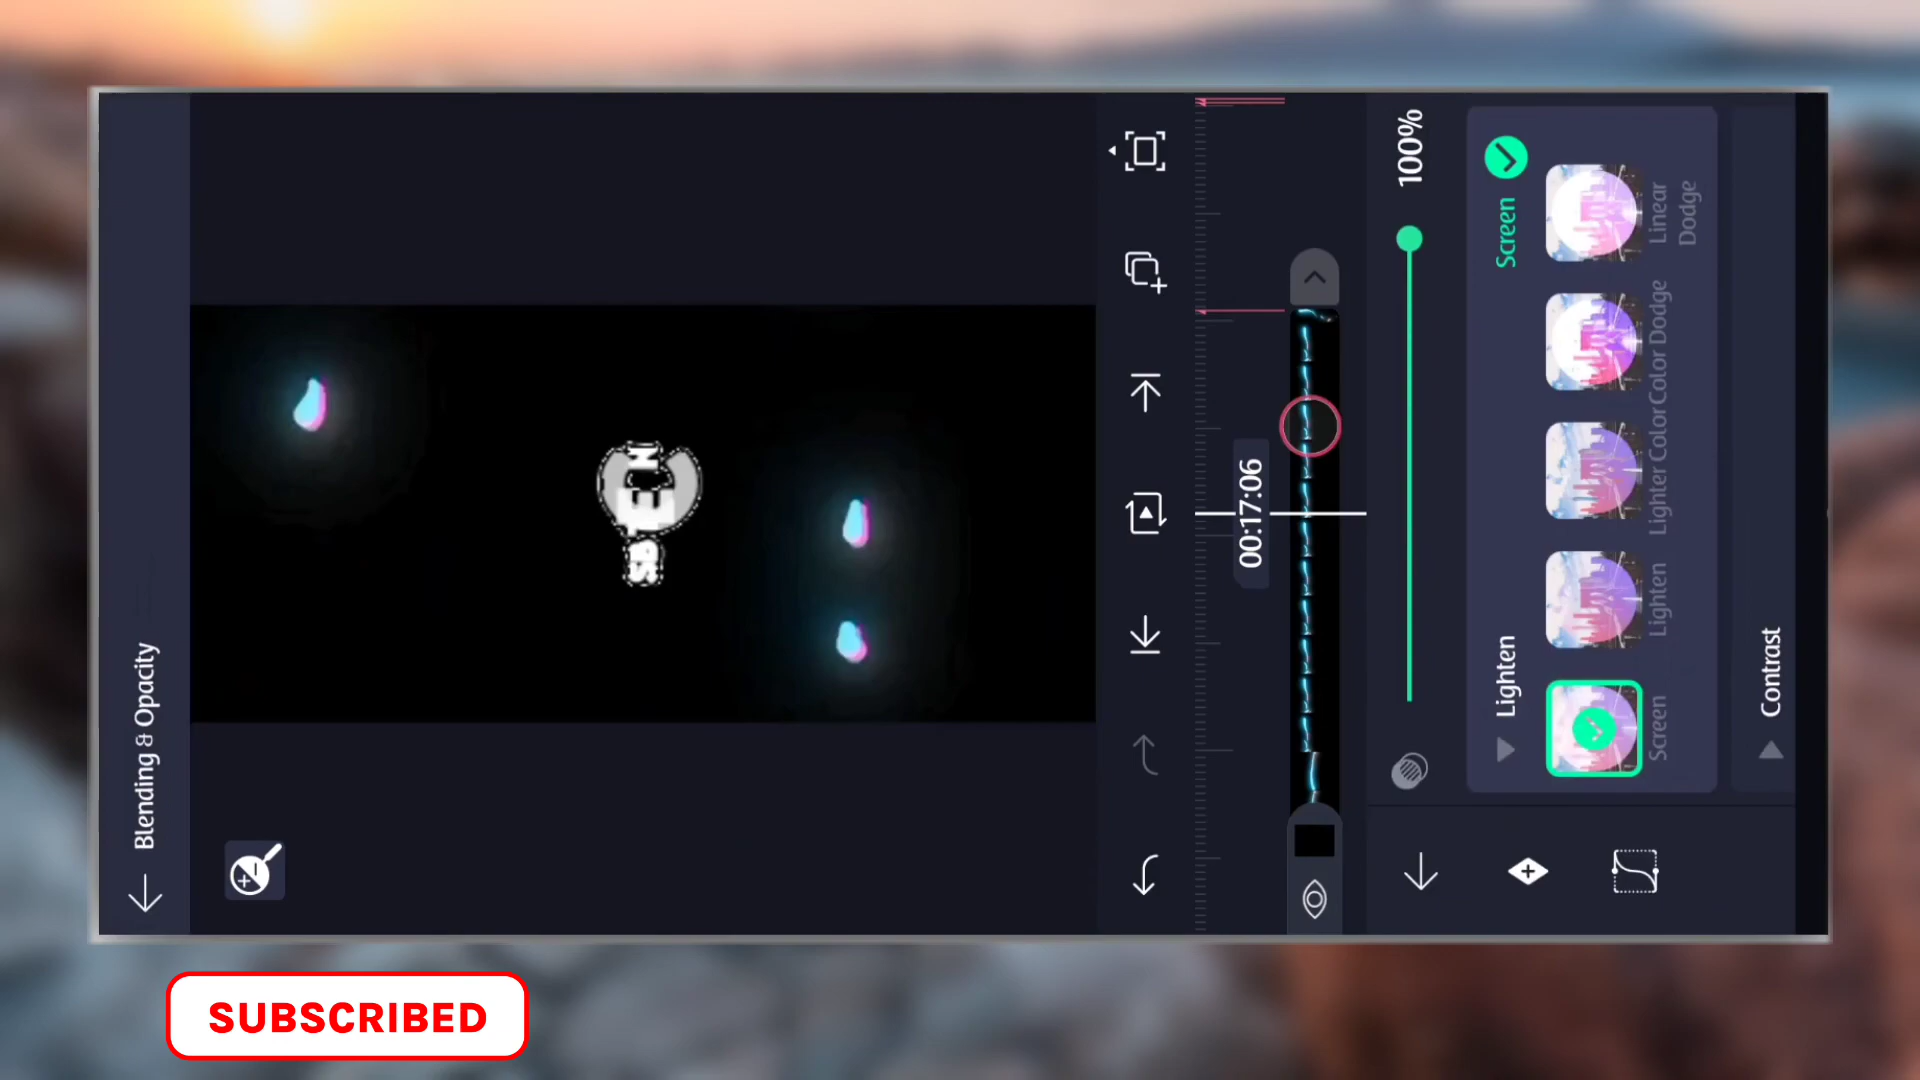 Blending & Opacity
00:17:06
100%
Lighten
Screen
Screen
Lighten
Lighter Color
Color Dodge
Linear
Dodge
Contrast
SUBSCRIBED